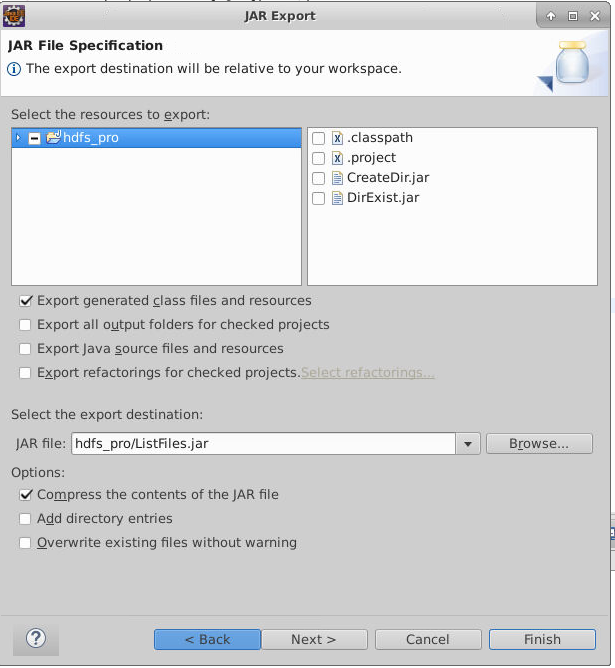 JAR Export
JAR File Specification
The export destination will be relative to your workspace.
Select the resources to export:
hdfs_pro
.classpath
.project
CreateDir.jar
DirExist.jar
Export generated class files and resources
Export all output folders for checked projects
Export Java source files and resources
Export refactorings for checked projects. Select refactorings...
Select the export destination:
JAR file: hdfs_pro/ListFiles.jar Browse...
Options:
Compress the contents of the JAR file
Add directory entries
Overwrite existing files without warning
? < Back Next > Cancel Finish